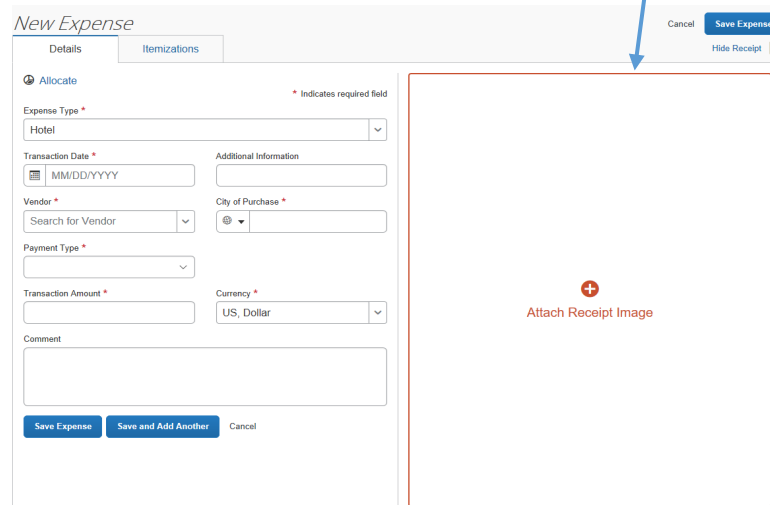 New Expense
Cancel Save Expense
Details Itemizations
Hide Receipt
Allocate
* Indicates required field
Expense Type *
Hotel
Transaction Date * Additional Information
MM/DD/YYYY
Vendor * City of Purchase *
Search for Vendor
Payment Type *
Transaction Amount * Currency *
US, Dollar
Attach Receipt Image
Comment
Save Expense Save and Add Another Cancel